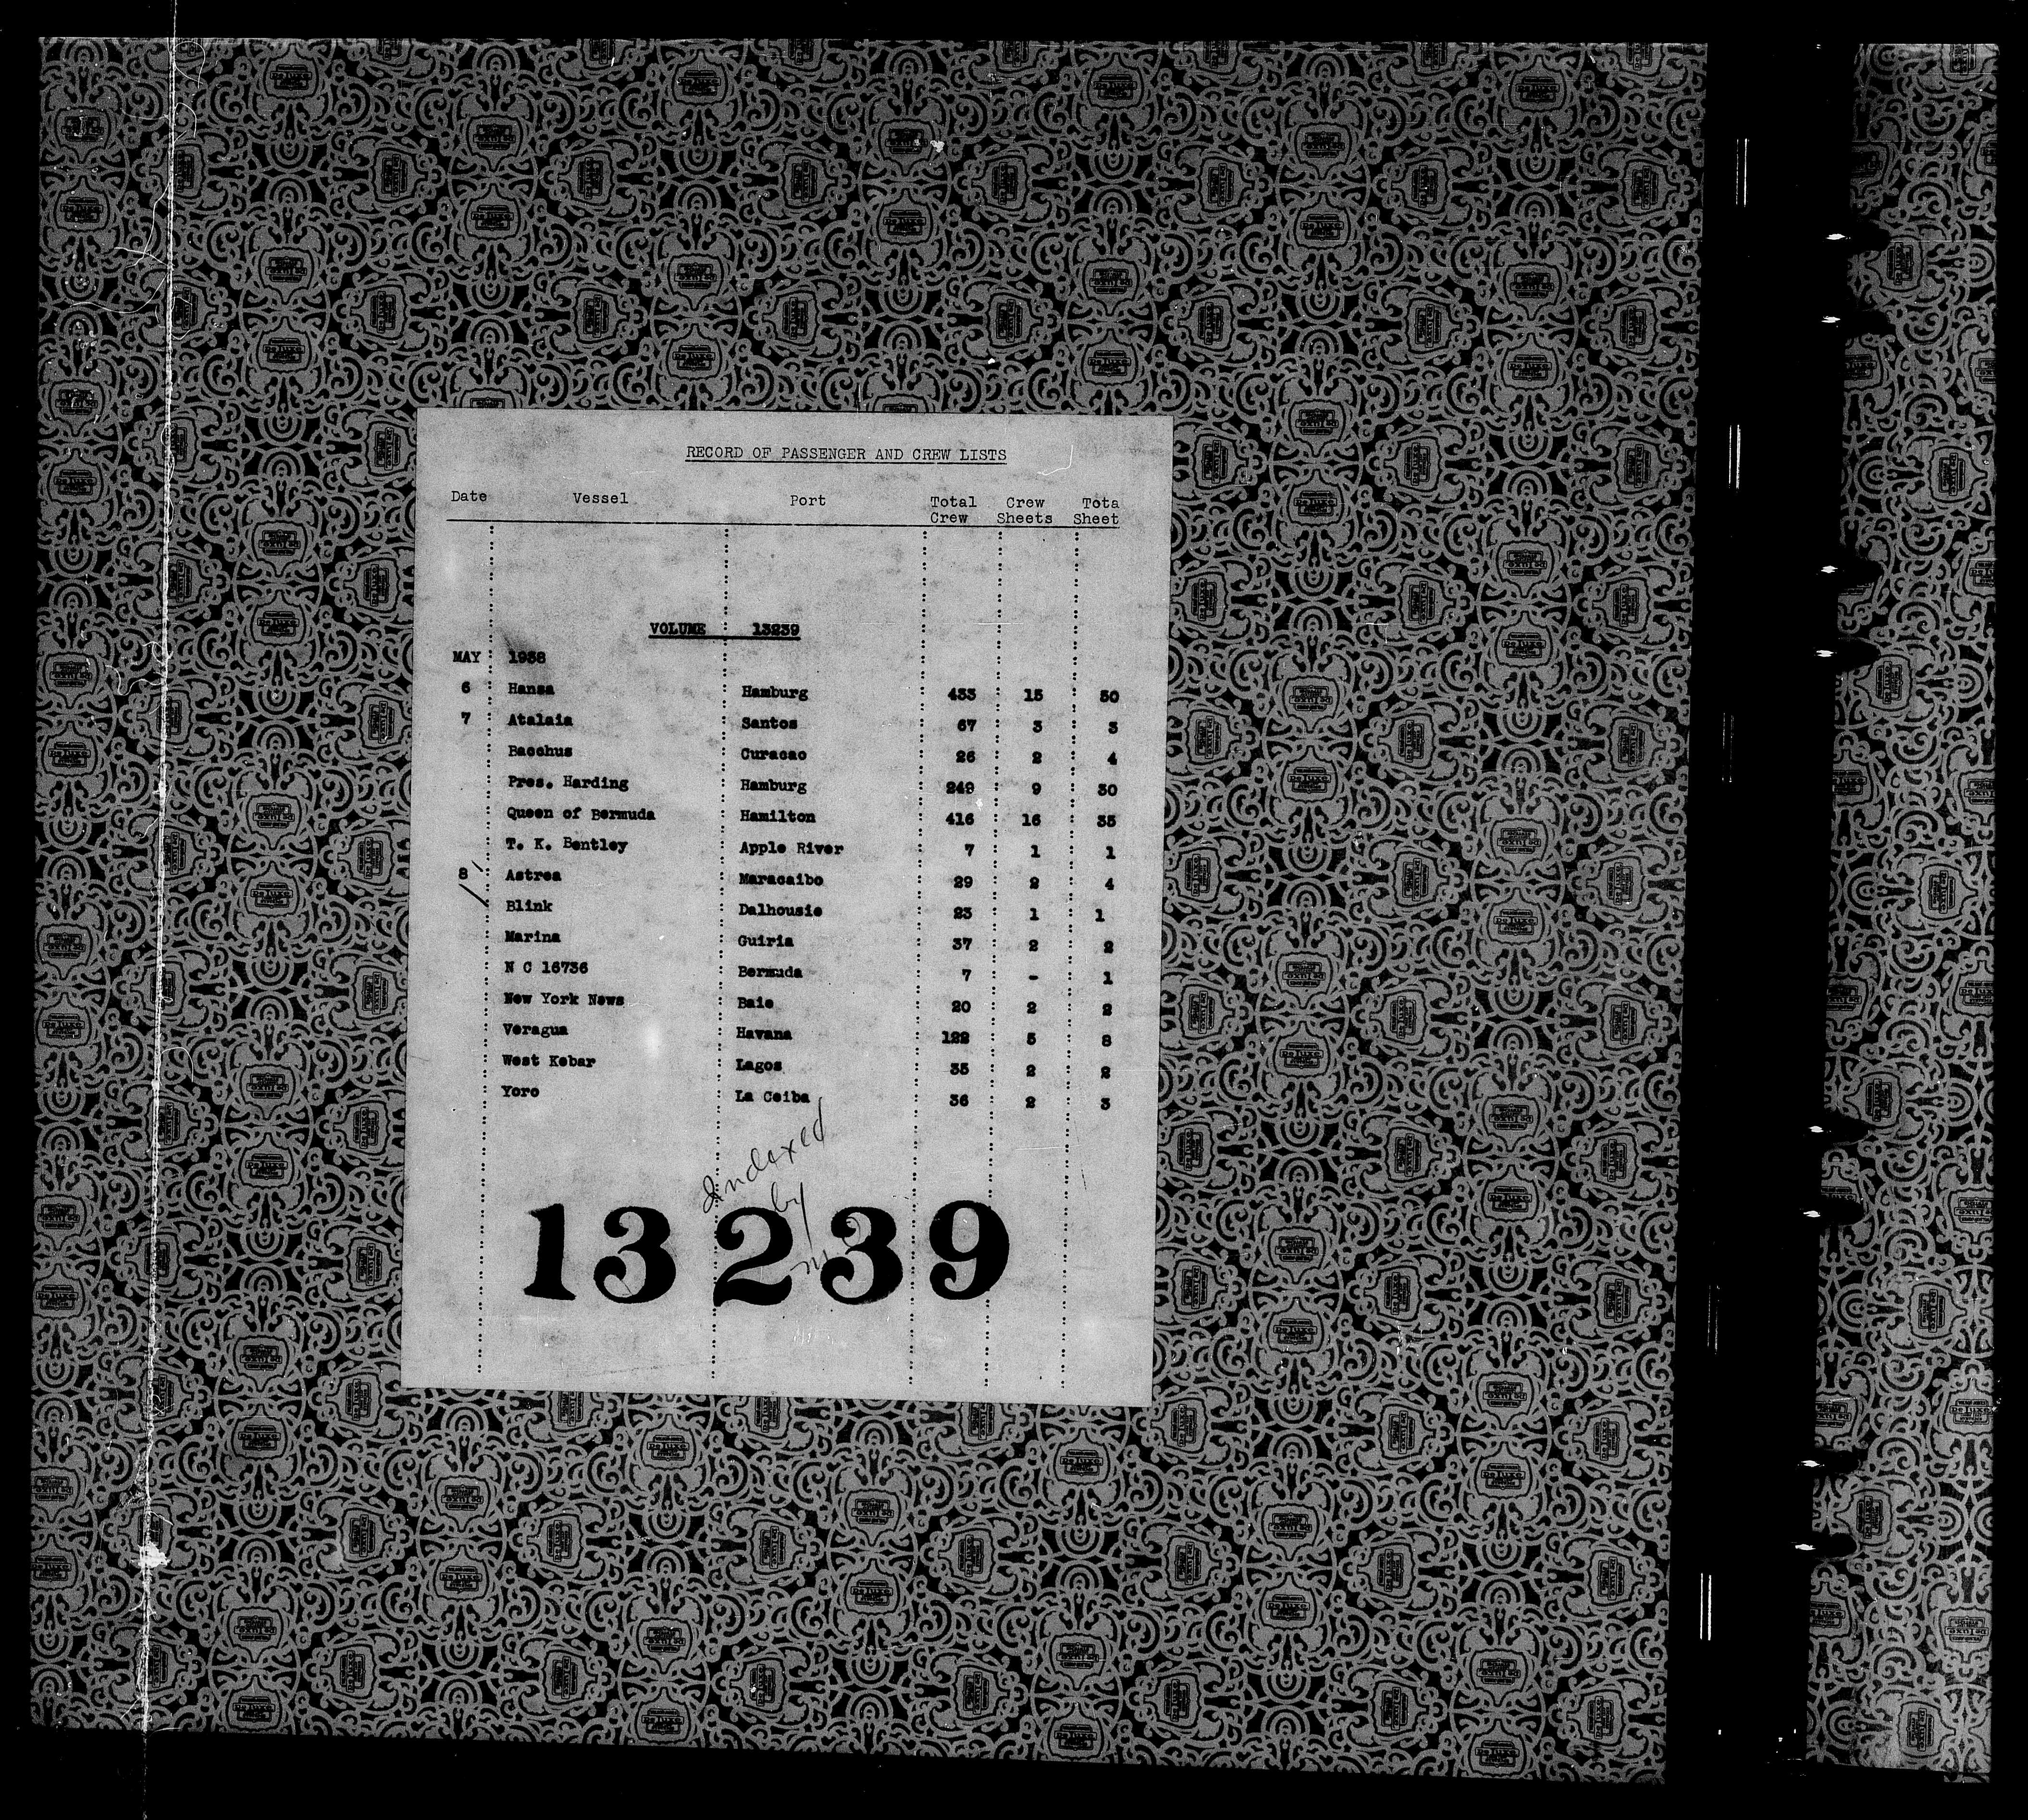 RECORD OF PASSENGER AND CREW LISTS
Date Vessel Port Total Crew Tota
Crew Sheets Sheet
VOLUME 13239
MAY 1938
6 Hansa Hamburg 433 15 50
7 Atalaia Santos 67 3 3
Bacchus Curacao 26 2 4
Pres. Harding Hamburg 249 9 30
Queen of Bermuda Hamilton 416 16 35
T. K. Bentley Apple River 7 1 1
8 Astrea Maracaibo 29 2 4
Blink Dalhousie 23 1 1
Marina Guiria 37 2 2
N C 16736 Bermuda 7 - 1
New York News Baie 20 2 2
Veragua Havana 122 5 8
West Kebar Lagos 35 2 2
Yoro La Ceiba 36 2 3
Indexed
by
13239